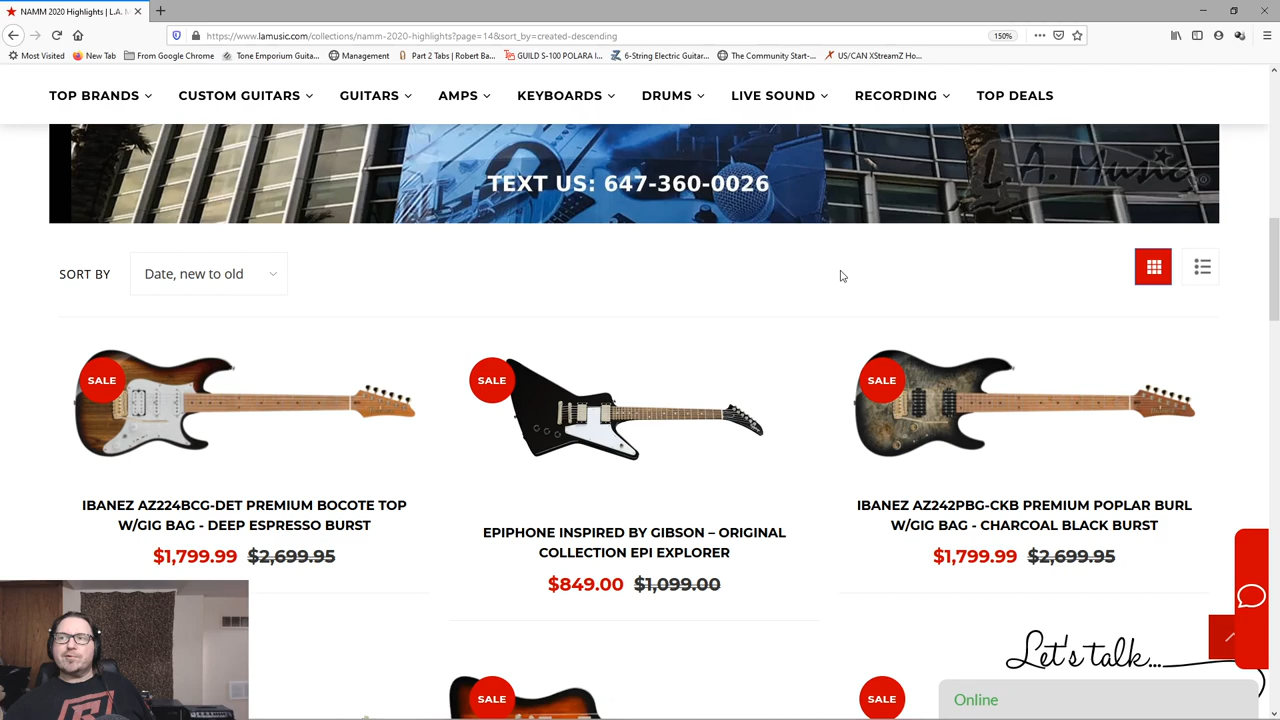 NAMM 2020 Highlights | L.A. M
https://www.lamusic.com/collections/namm-2020-highlights?page=14&sort_by=created-descending
150%
Most Visited
New Tab
From Google Chrome
Tone Emporium Guita...
Management
Part 2 Tabs | Robert Ba...
GUILD S-100 POLARA I...
6-String Electric Guitar...
The Community Start-...
US/CAN XStreamZ Ho...
TOP BRANDS
CUSTOM GUITARS
GUITARS
AMPS
KEYBOARDS
DRUMS
LIVE SOUND
RECORDING
TOP DEALS
TEXT US: 647-360-0026
L.A. Music
SORT BY
Date, new to old
SALE
SALE
SALE
IBANEZ AZ224BCG-DET PREMIUM BOCOTE TOP
W/GIG BAG - DEEP ESPRESSO BURST
$1,799.99 $2,699.95
EPIPHONE INSPIRED BY GIBSON – ORIGINAL
COLLECTION EPI EXPLORER
$849.00 $1,099.00
IBANEZ AZ242PBG-CKB PREMIUM POPLAR BURL
W/GIG BAG - CHARCOAL BLACK BURST
$1,799.99 $2,699.95
SALE
SALE
Let's talk...
Online